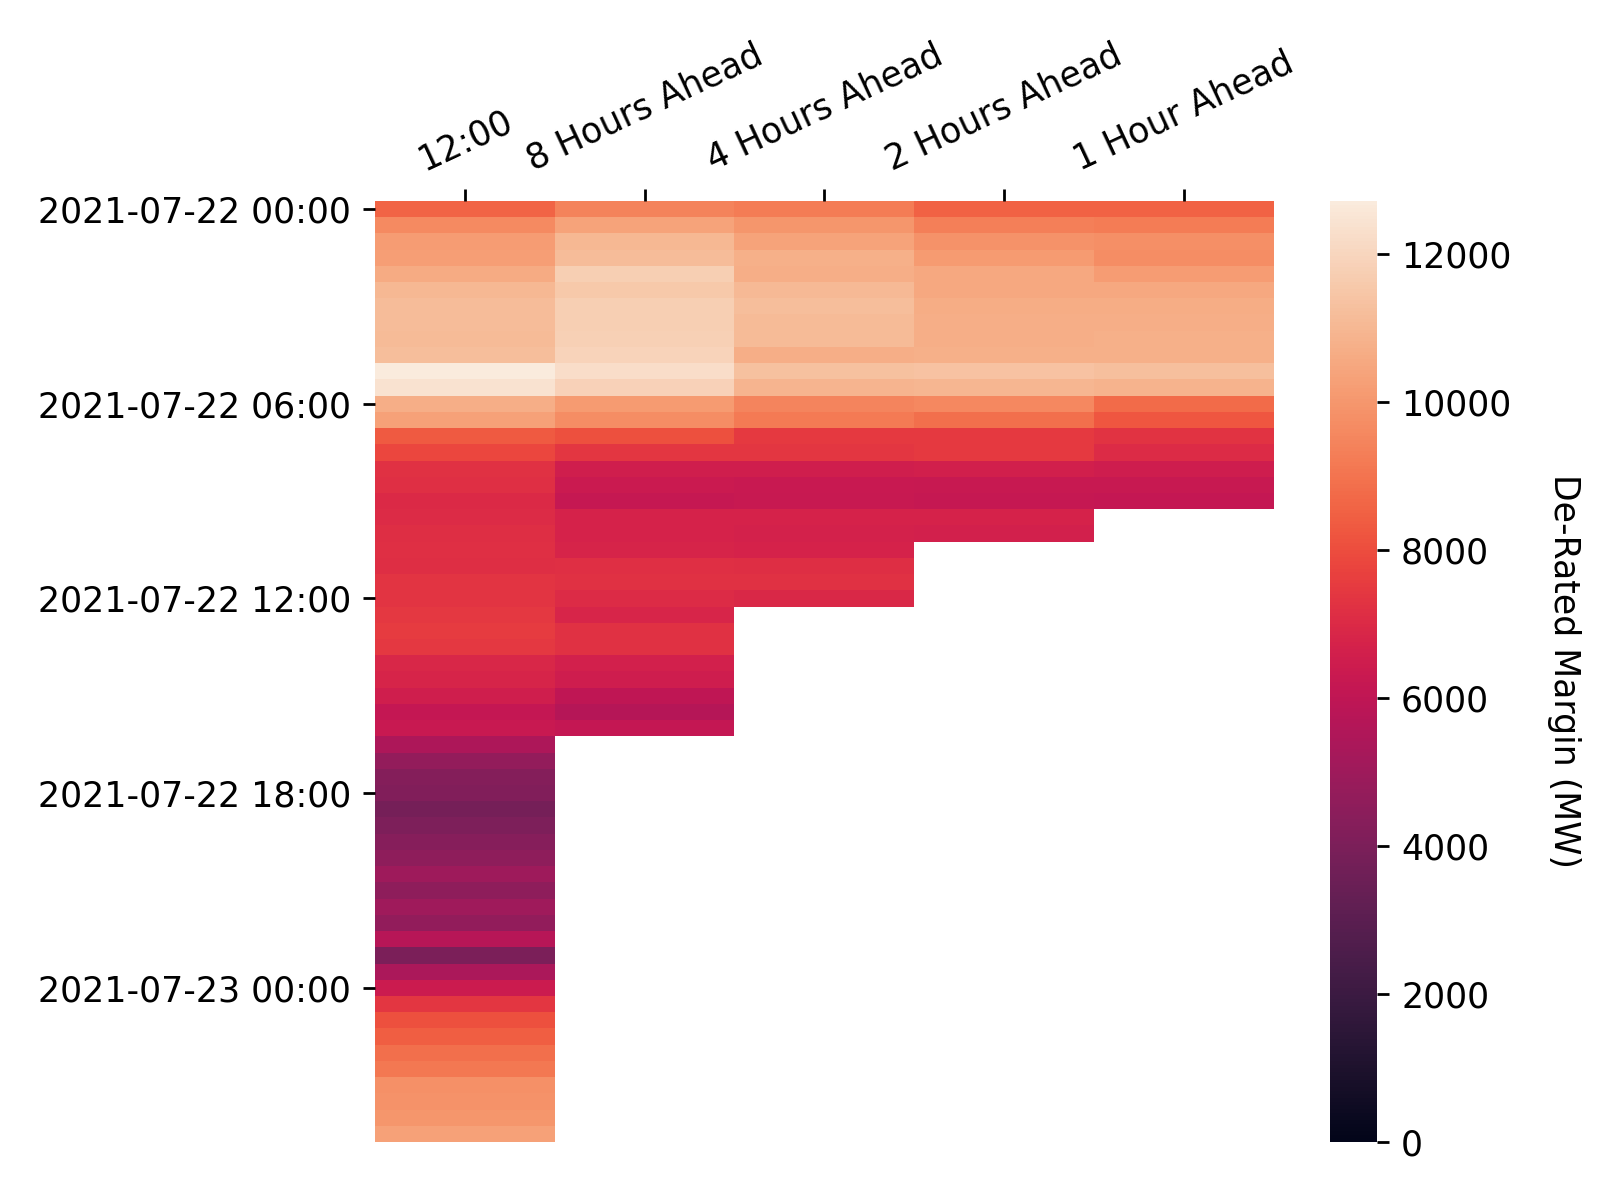 12:00
8 Hours Ahead
4 Hours Ahead
2 Hours Ahead
1 Hour Ahead
2021-07-22 00:00
2021-07-22 06:00
2021-07-22 12:00
2021-07-22 18:00
2021-07-23 00:00
12000
10000
8000
6000
4000
2000
0
De-Rated Margin (MW)